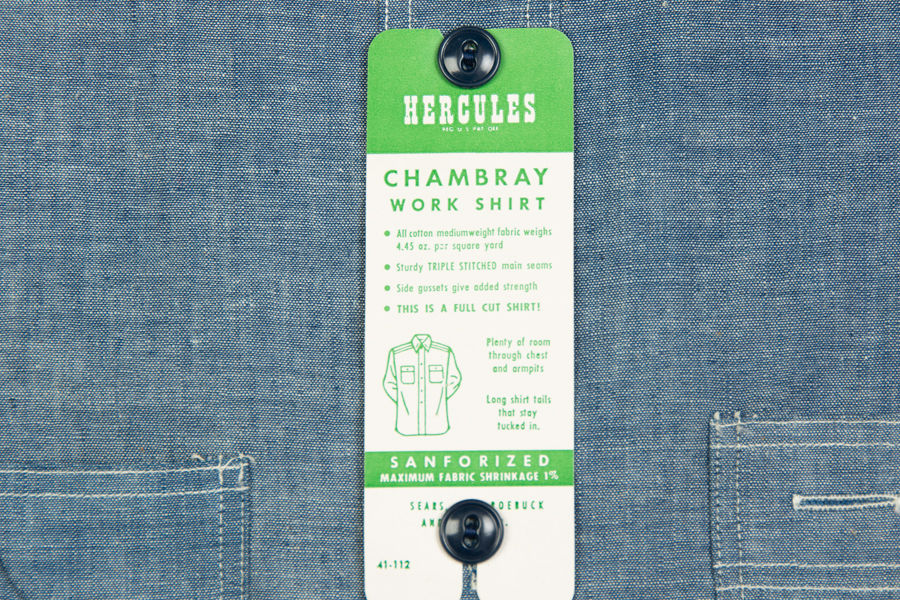 HERCULES
REG U S PAT OFF.
CHAMBRAY
WORK SHIRT
• All cotton mediumweight fabric weighs
4.45 oz. per square yard
• Sturdy TRIPLE STITCHED main seams
• Side gussets give added strength
• THIS IS A FULL CUT SHIRT!
Plenty of room
through chest
and armpits
Long shirt tails
that stay
tucked in.
SANFORIZED
MAXIMUM FABRIC SHRINKAGE 1%
SEARS
41-112